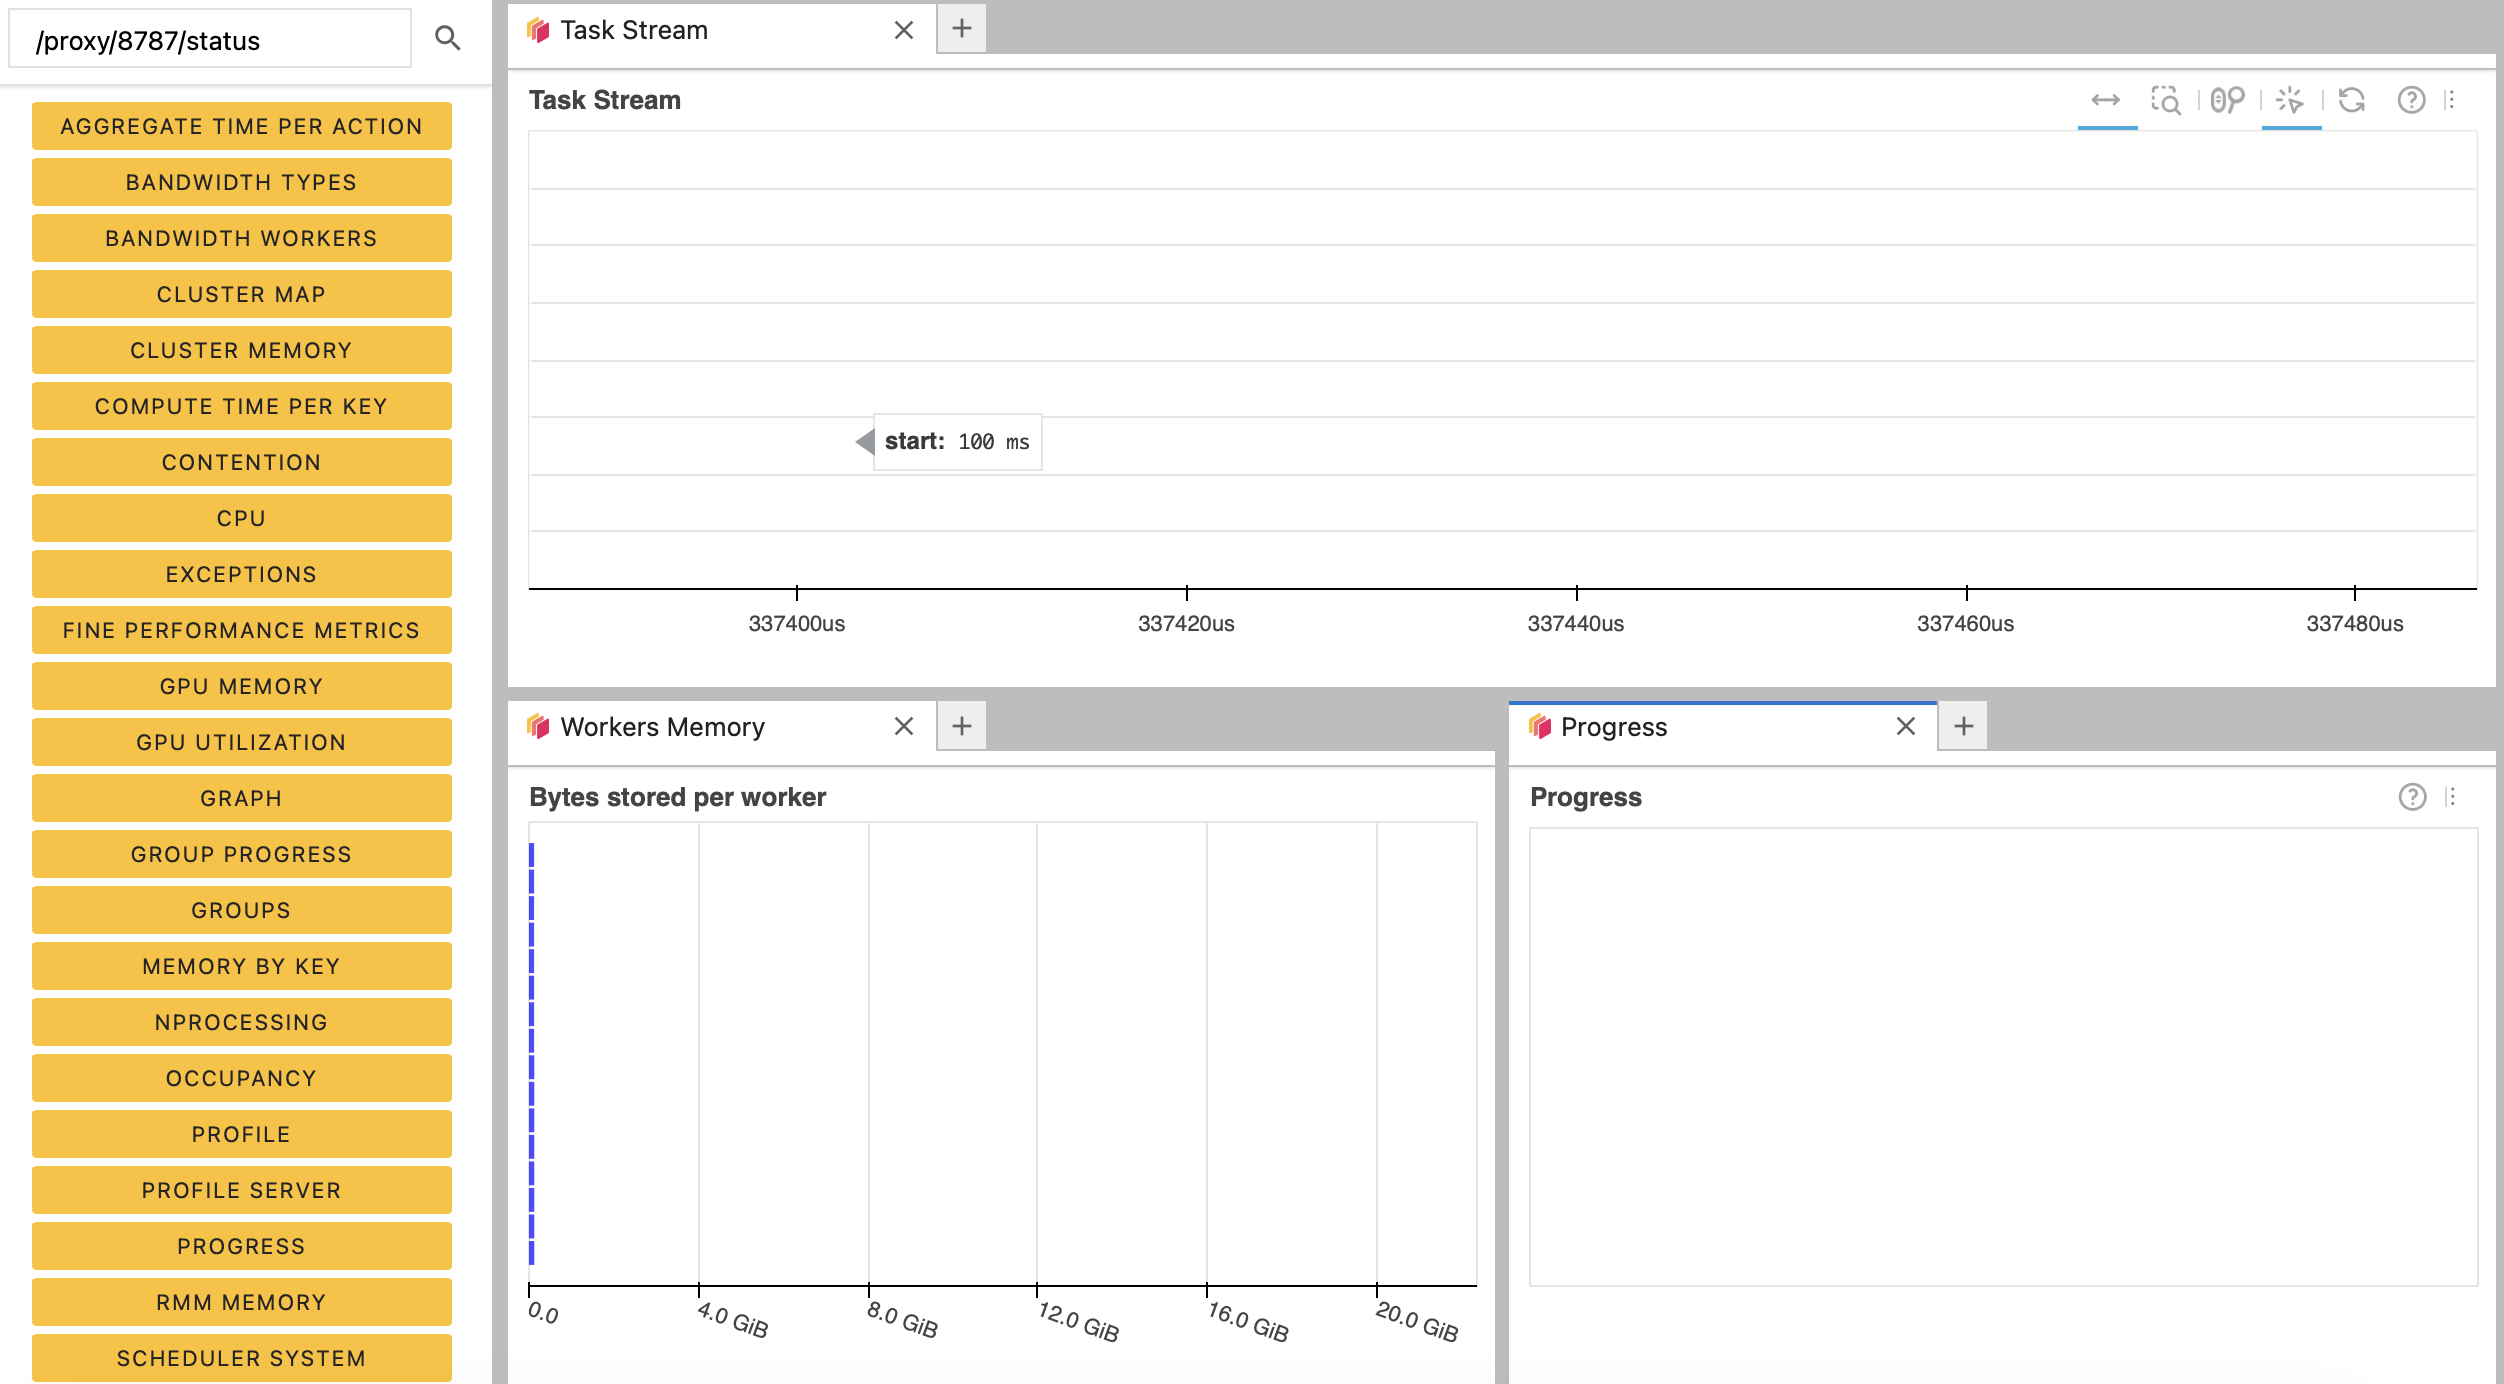 /proxy/8787/status
AGGREGATE TIME PER ACTION
BANDWIDTH TYPES
BANDWIDTH WORKERS
CLUSTER MAP
CLUSTER MEMORY
COMPUTE TIME PER KEY
CONTENTION
CPU
EXCEPTIONS
FINE PERFORMANCE METRICS
GPU MEMORY
GPU UTILIZATION
GRAPH
GROUP PROGRESS
GROUPS
MEMORY BY KEY
NPROCESSING
OCCUPANCY
PROFILE
PROFILE SERVER
PROGRESS
RMM MEMORY
SCHEDULER SYSTEM
Task Stream
Task Stream
start: 100 ms
337400us 337420us 337440us 337460us 337480us
Workers Memory
Bytes stored per worker
0.0 4.0 GiB 8.0 GiB 12.0 GiB 16.0 GiB 20.0 GiB
Progress
Progress